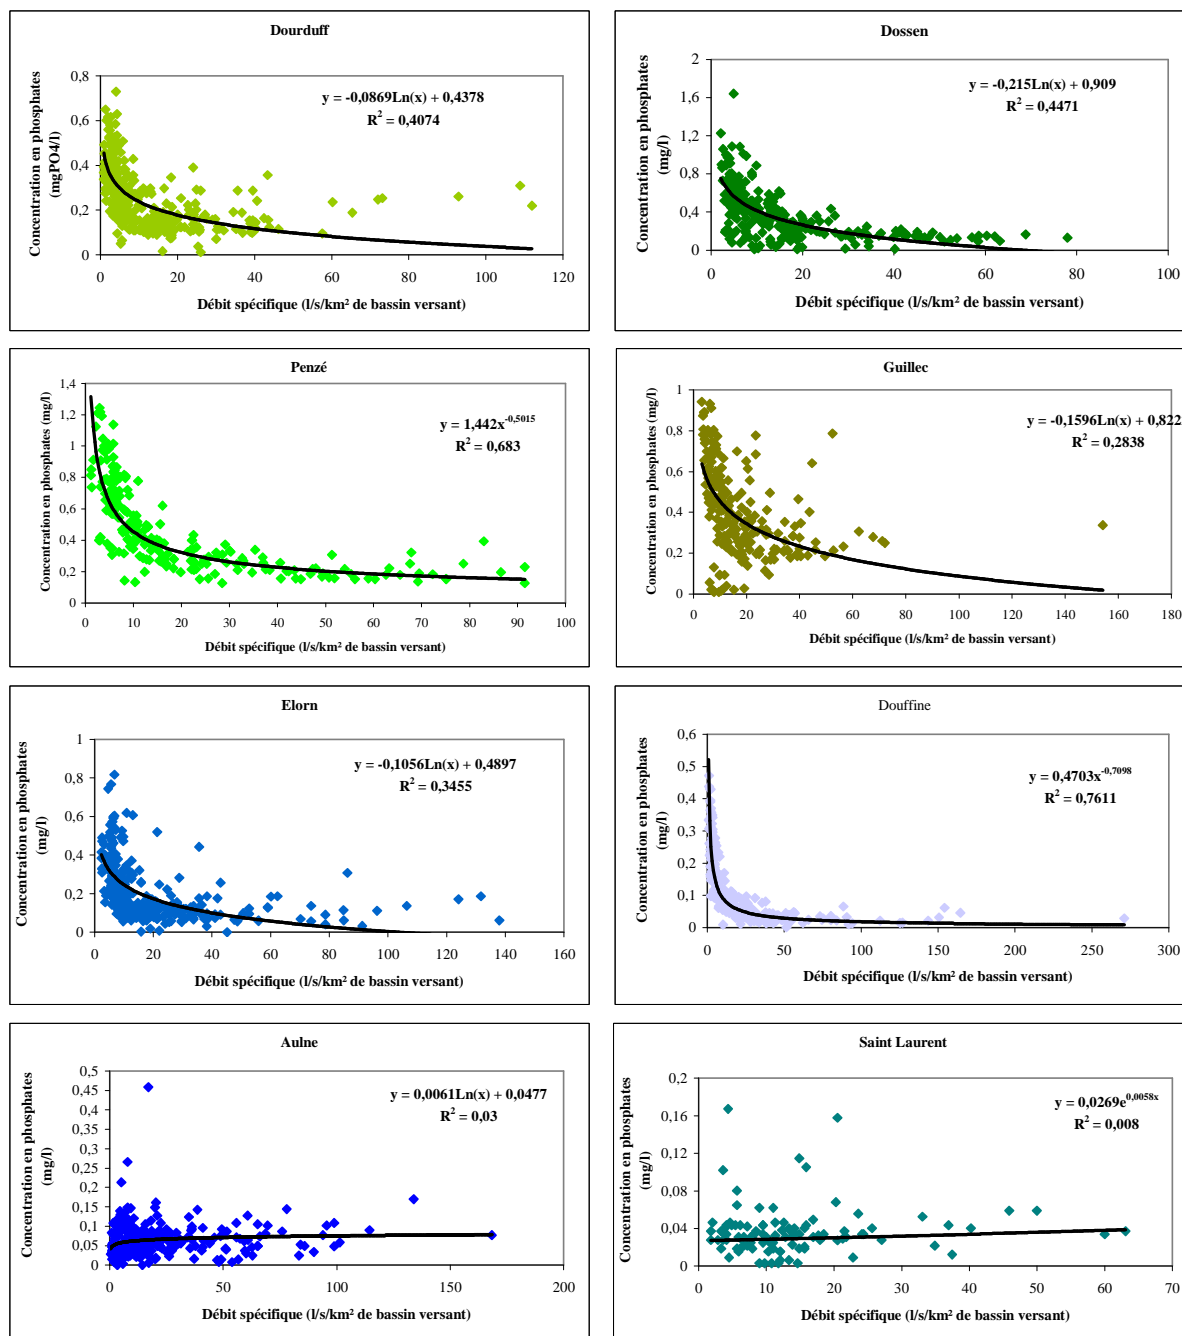 Dourduff
Concentration en phosphates
(mgPO4/l)
0,8
0,6
0,4
0,2
0
y = -0,0869Ln(x) + 0,4378
R² = 0,4074
0 20 40 60 80 100 120
Débit spécifique (l/s/km² de bassin versant)
Dossen
Concentration en phosphates
(mg/l)
2
1,6
1,2
0,8
0,4
0
y = -0,215Ln(x) + 0,909
R² = 0,4471
0 20 40 60 80 100
Débit spécifique (l/s/km² de bassin versant)
Penzé
Concentration en phosphates (mg/l)
1,4
1,2
1
0,8
0,6
0,4
0,2
0
y = 1,442x^-0,5015
R² = 0,683
0 10 20 30 40 50 60 70 80 90 100
Débit spécifique (l/s/km² de bassin versant)
Guillec
Concentration en phosphates (mg/l)
1
0,8
0,6
0,4
0,2
0
y = -0,1596Ln(x) + 0,822
R² = 0,2838
0 20 40 60 80 100 120 140 160 180
Débit spécifique (l/s/km² de bassin versant)
Elorn
Concentration en phosphates
(mg/l)
1
0,8
0,6
0,4
0,2
0
y = -0,1056Ln(x) + 0,4897
R² = 0,3455
0 20 40 60 80 100 120 140 160
Débit spécifique (l/s/km² de bassin versant)
Douffine
Concentration en phosphates
(mg/l)
0,6
0,5
0,4
0,3
0,2
0,1
0
y = 0,4703x^-0,7098
R² = 0,7611
0 50 100 150 200 250 300
Débit spécifique (l/s/km² de bassin versant)
Aulne
Concentration en phosphates
(mg/l)
0,5
0,45
0,4
0,35
0,3
0,25
0,2
0,15
0,1
0,05
0
y = 0,0061Ln(x) + 0,0477
R² = 0,03
0 50 100 150 200
Débit spécifique (l/s/km² de bassin versant)
Saint Laurent
Concentration en phosphates
(mg/l)
0,2
0,16
0,12
0,08
0,04
0
y = 0,0269e^0,0058x
R² = 0,008
0 10 20 30 40 50 60 70
Débit spécifique (l/s/km² de bassin versant)